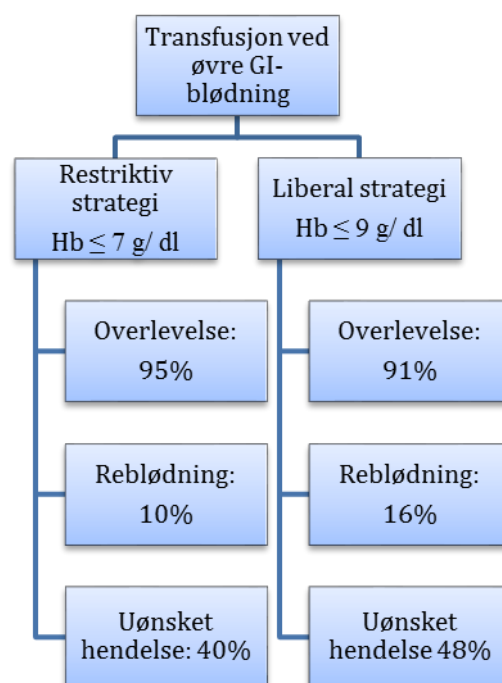 Transfusjon ved
øvre GI-
blødning
Restriktiv
strategi
Hb ≤ 7 g/ dl
Liberal strategi
Hb ≤ 9 g/ dl
Overlevelse:
95%
Overlevelse:
91%
Reblødning:
10%
Reblødning:
16%
Uønsket
hendelse: 40%
Uønsket
hendelse 48%